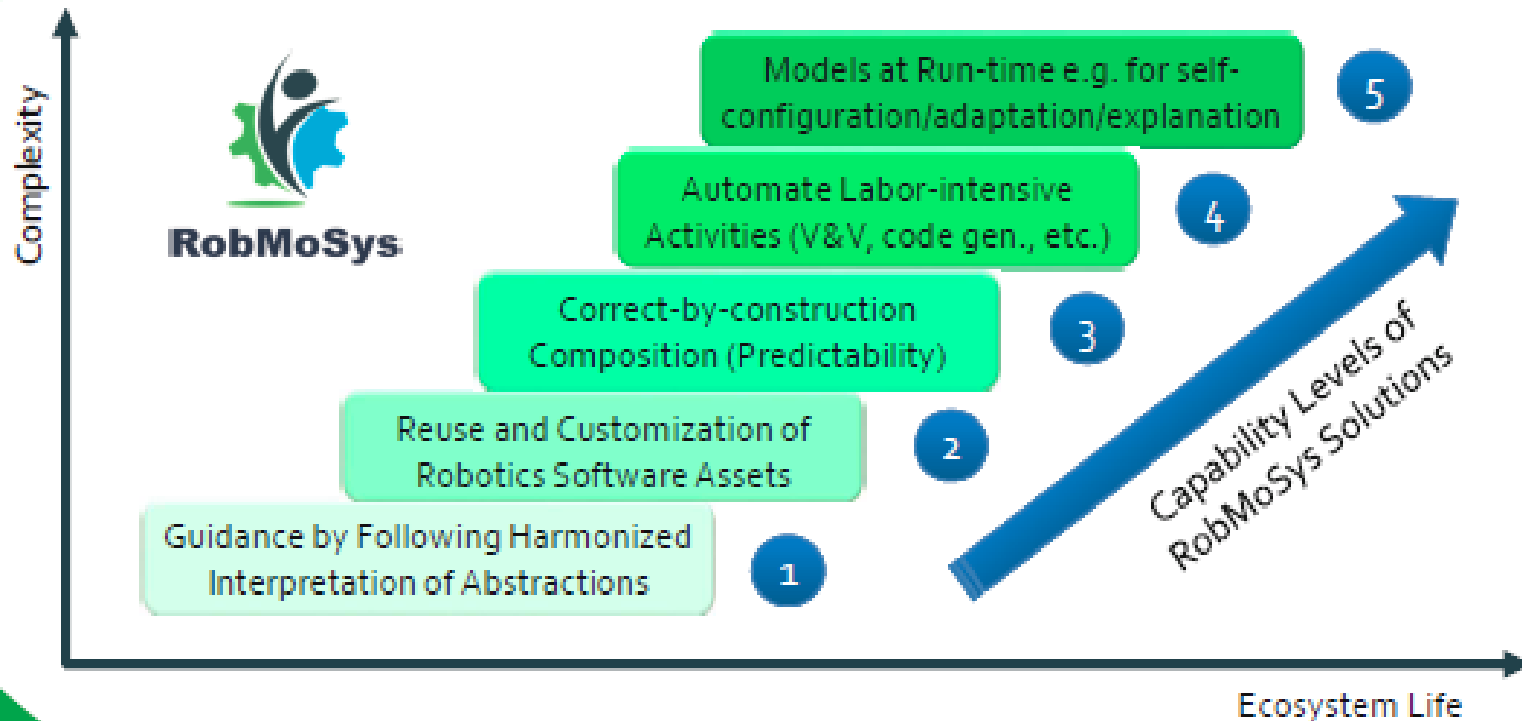 Complexity
RobMoSys
Models at Run-time e.g. for self-
configuration/adaptation/explanation
5
Automate Labor-intensive
Activities (V&V, code gen., etc.)
4
Correct-by-construction
Composition (Predictability)
3
Reuse and Customization of
Robotics Software Assets
2
Guidance by Following Harmonized
Interpretation of Abstractions
1
Capability Levels of
RobMoSys Solutions
Ecosystem Life